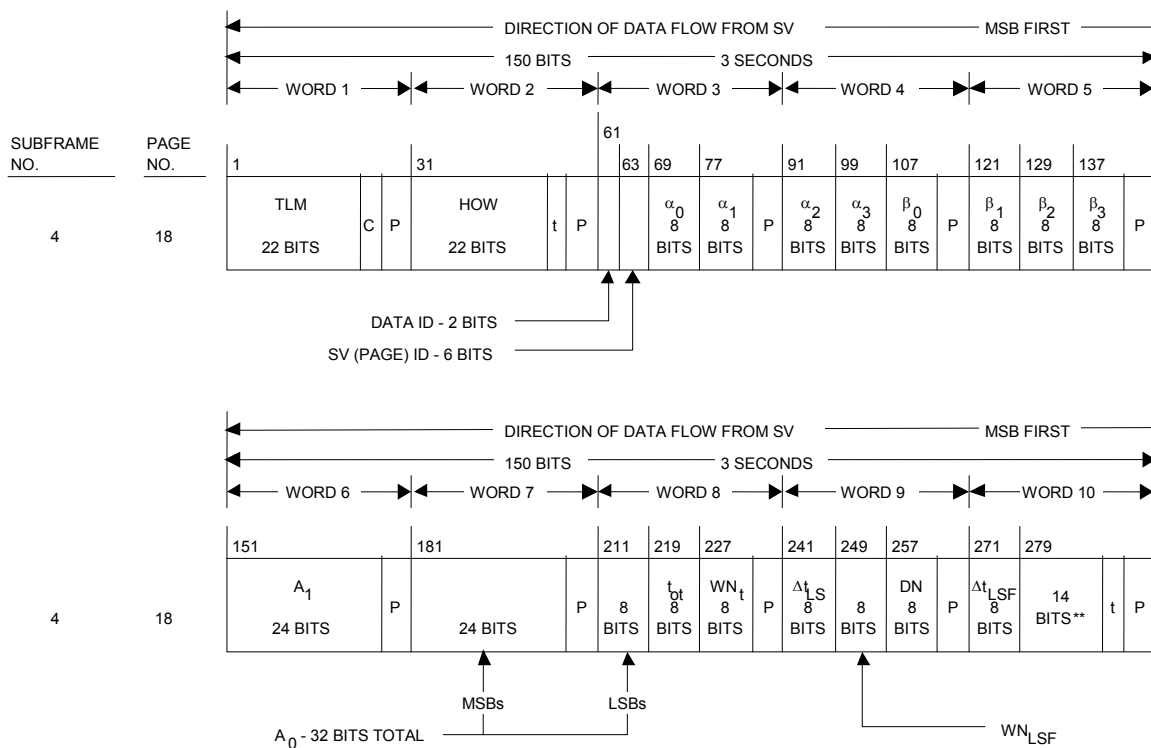 DIRECTION OF DATA FLOW FROM SV MSB FIRST
150 BITS 3 SECONDS
WORD 1 WORD 2 WORD 3 WORD 4 WORD 5
SUBFRAME NO. PAGE NO.
61
1 31 63 69 77 91 99 107 121 129 137
4 18
TLM 22 BITS C P
HOW 22 BITS t P
α0 8 BITS α1 8 BITS P
α2 8 BITS α3 8 BITS β0 8 BITS P
β1 8 BITS β2 8 BITS β3 8 BITS P
DATA ID - 2 BITS
SV (PAGE) ID - 6 BITS
DIRECTION OF DATA FLOW FROM SV MSB FIRST
150 BITS 3 SECONDS
WORD 6 WORD 7 WORD 8 WORD 9 WORD 10
151 181 211 219 227 241 249 257 271 279
4 18
A1 24 BITS P
24 BITS P
8 BITS tot 8 BITS WNt 8 BITS P
ΔtLS 8 BITS 8 BITS DN 8 BITS P
ΔtLSF 8 BITS 14 BITS** t P
MSBs LSBs
A0 - 32 BITS TOTAL
WNLSF